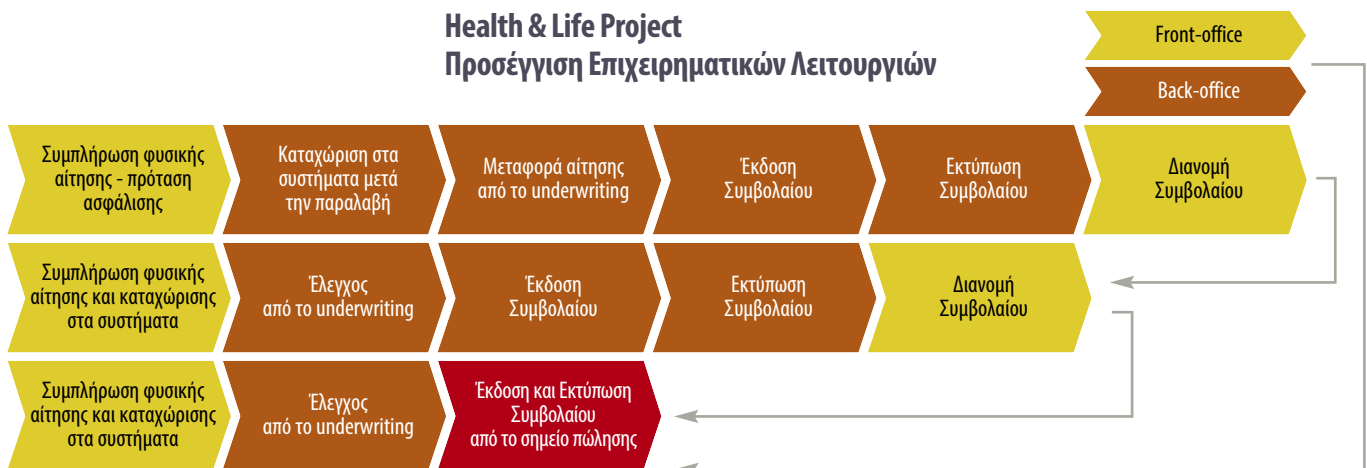 Health & Life Project
Προσέγγιση Επιχειρηματικών Λειτουργιών
Front-office
Back-office
Συμπλήρωση φυσικής
αίτησης - πρόταση
ασφάλισης
Καταχώριση στα
συστήματα μετά
την παραλαβή
Μεταφορά αίτησης
από το underwriting
Έκδοση
Συμβολαίου
Εκτύπωση
Συμβολαίου
Διανομή
Συμβολαίου
Συμπλήρωση φυσικής
αίτησης και καταχώρισης
στα συστήματα
Έλεγχος
από το underwriting
Έκδοση
Συμβολαίου
Εκτύπωση
Συμβολαίου
Διανομή
Συμβολαίου
Συμπλήρωση φυσικής
αίτησης και καταχώρισης
στα συστήματα
Έλεγχος
από το underwriting
Έκδοση και Εκτύπωση
Συμβολαίου
από το σημείο πώλησης